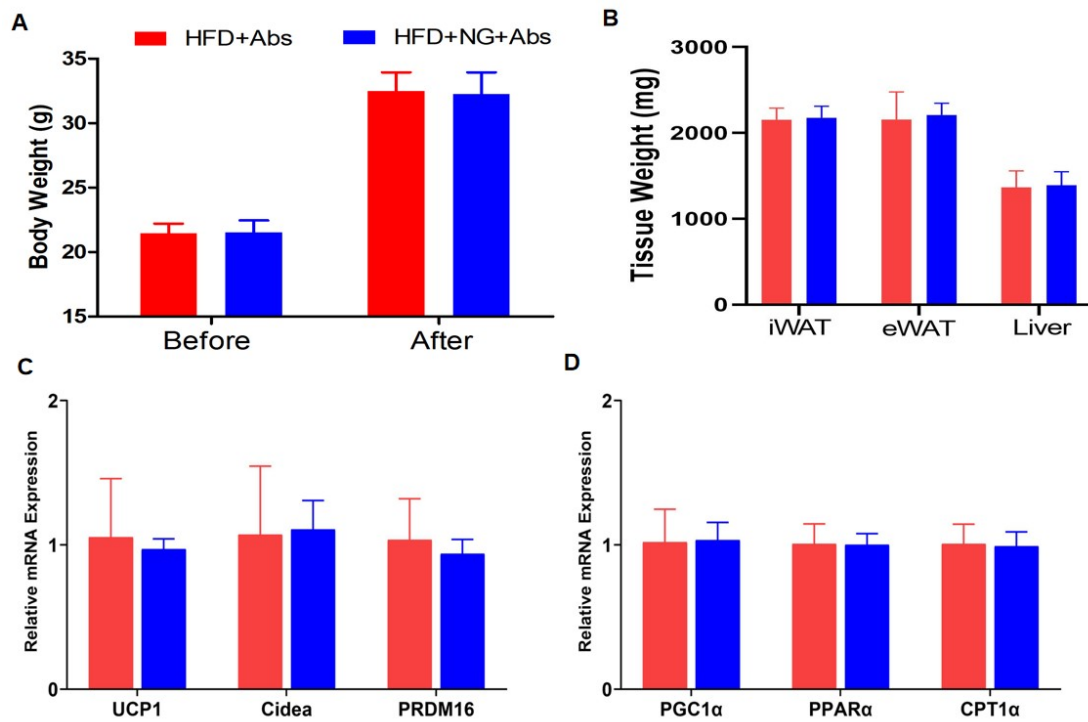 A
HFD+Abs HFD+NG+Abs
Body Weight (g)
35
30
25
20
15
Before After
B
Tissue Weight (mg)
3000
2000
1000
0
iWAT eWAT Liver
C
Relative mRNA Expression
2
1
0
UCP1 Cidea PRDM16
D
Relative mRNA Expression
2
1
0
PGC1α PPARα CPT1α